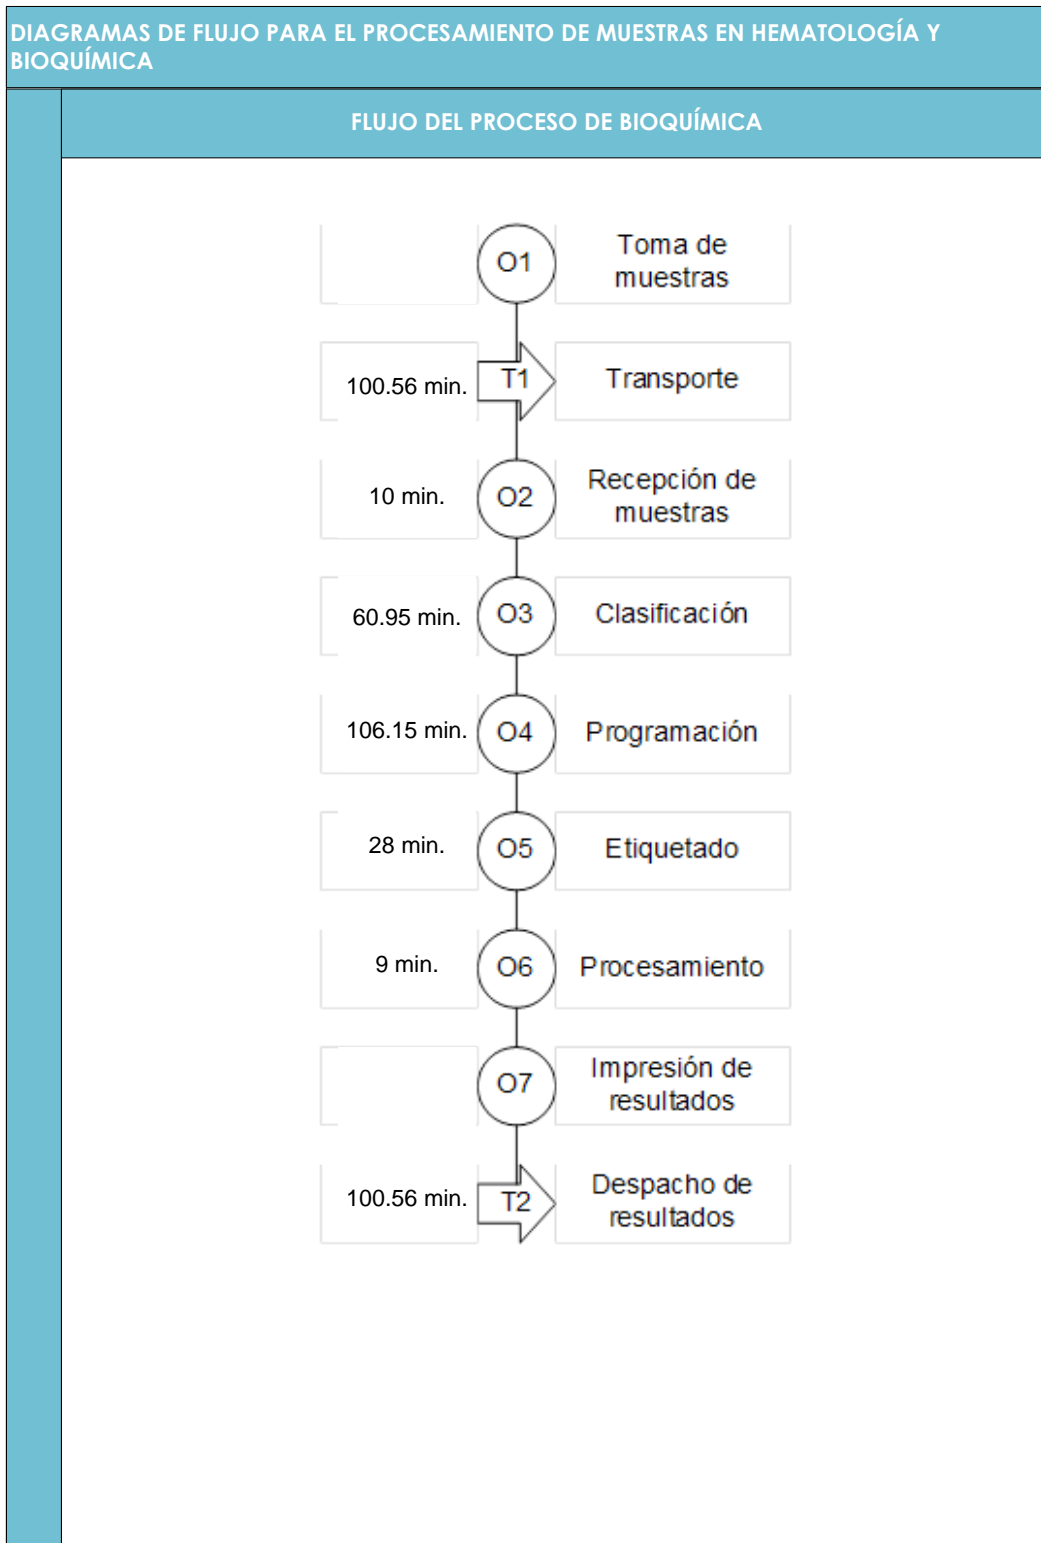 DIAGRAMAS DE FLUJO PARA EL PROCESAMIENTO DE MUESTRAS EN HEMATOLOGÍA Y
BIOQUÍMICA
FLUJO DEL PROCESO DE BIOQUÍMICA
O1
Toma de
muestras
100.56 min.
T1
Transporte
10 min.
O2
Recepción de
muestras
60.95 min.
O3
Clasificación
106.15 min.
O4
Programación
28 min.
O5
Etiquetado
9 min.
O6
Procesamiento
O7
Impresión de
resultados
100.56 min.
T2
Despacho de
resultados